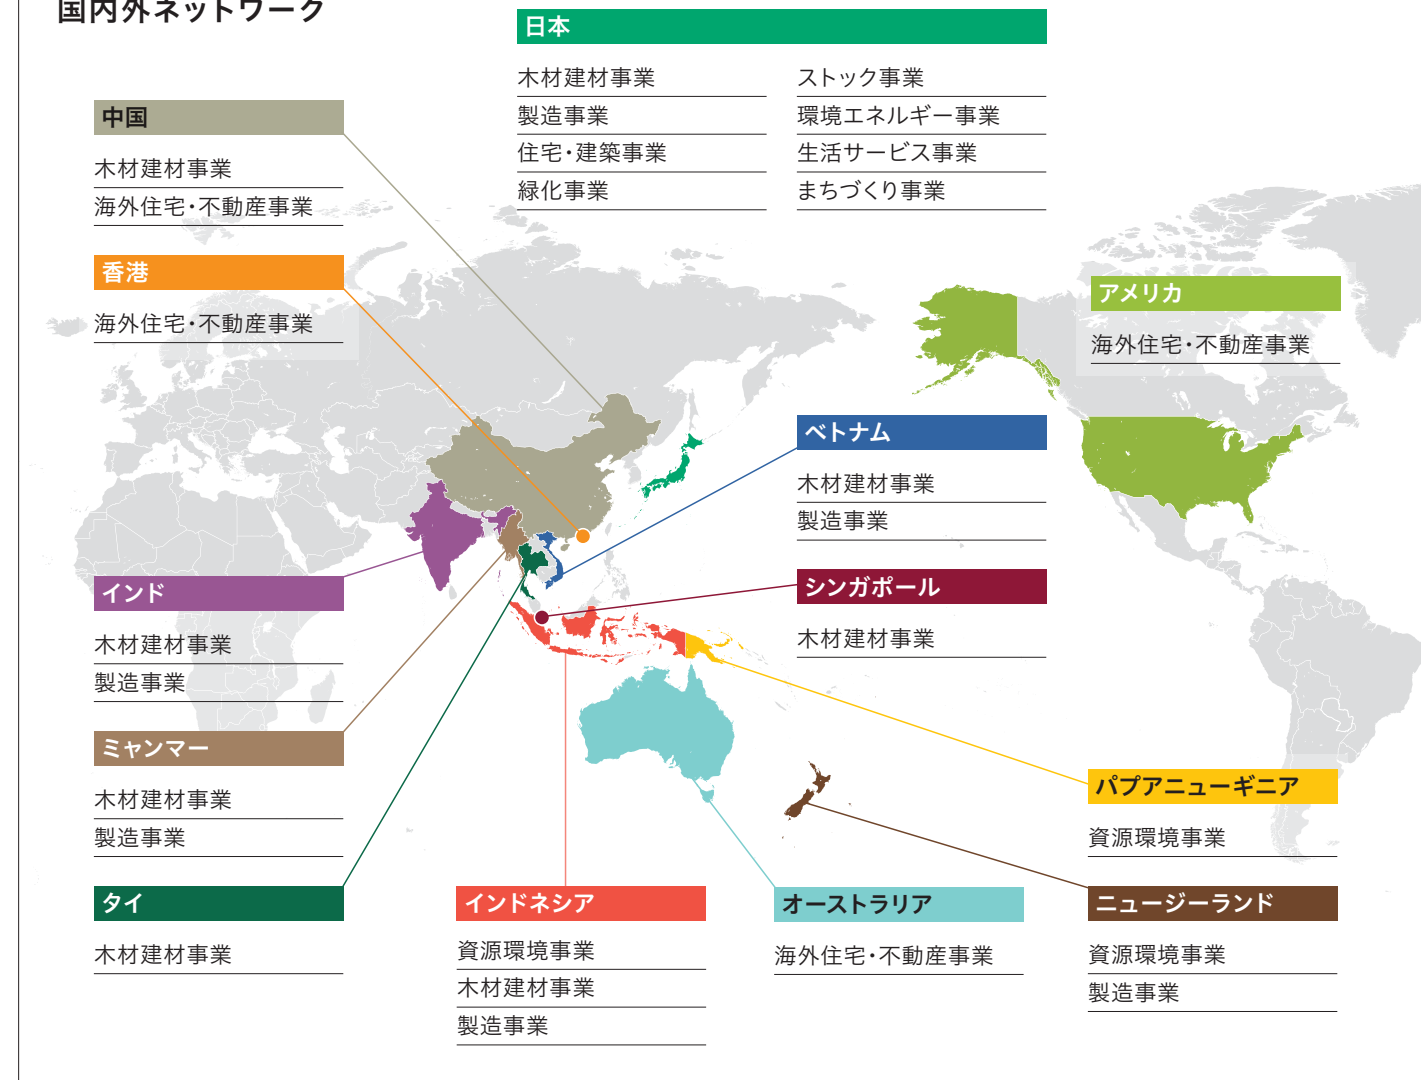 国内外ネットワーク
日本
木材建材事業
製造事業
住宅・建築事業
緑化事業
ストック事業
環境エネルギー事業
生活サービス事業
まちづくり事業
中国
木材建材事業
海外住宅・不動産事業
香港
海外住宅・不動産事業
アメリカ
海外住宅・不動産事業
ベトナム
木材建材事業
製造事業
シンガポール
木材建材事業
インド
木材建材事業
製造事業
ミャンマー
木材建材事業
製造事業
タイ
木材建材事業
インドネシア
資源環境事業
木材建材事業
製造事業
オーストラリア
海外住宅・不動産事業
パプアニューギニア
資源環境事業
ニュージーランド
資源環境事業
製造事業